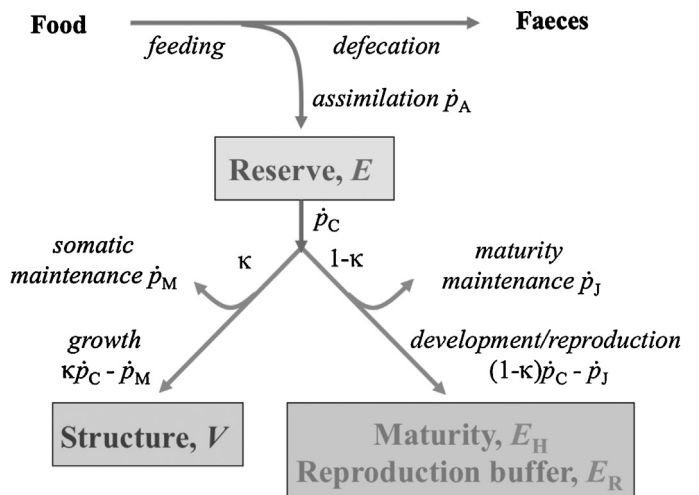 Food
Faeces
feeding
defecation
assimilation ṗA
Reserve, E
ṗC
somatic
maintenance ṗM
κ
1-κ
maturity
maintenance ṗJ
growth
κṗC - ṗM
development/reproduction
(1-κ)ṗC - ṗJ
Structure, V
Maturity, EH
Reproduction buffer, ER